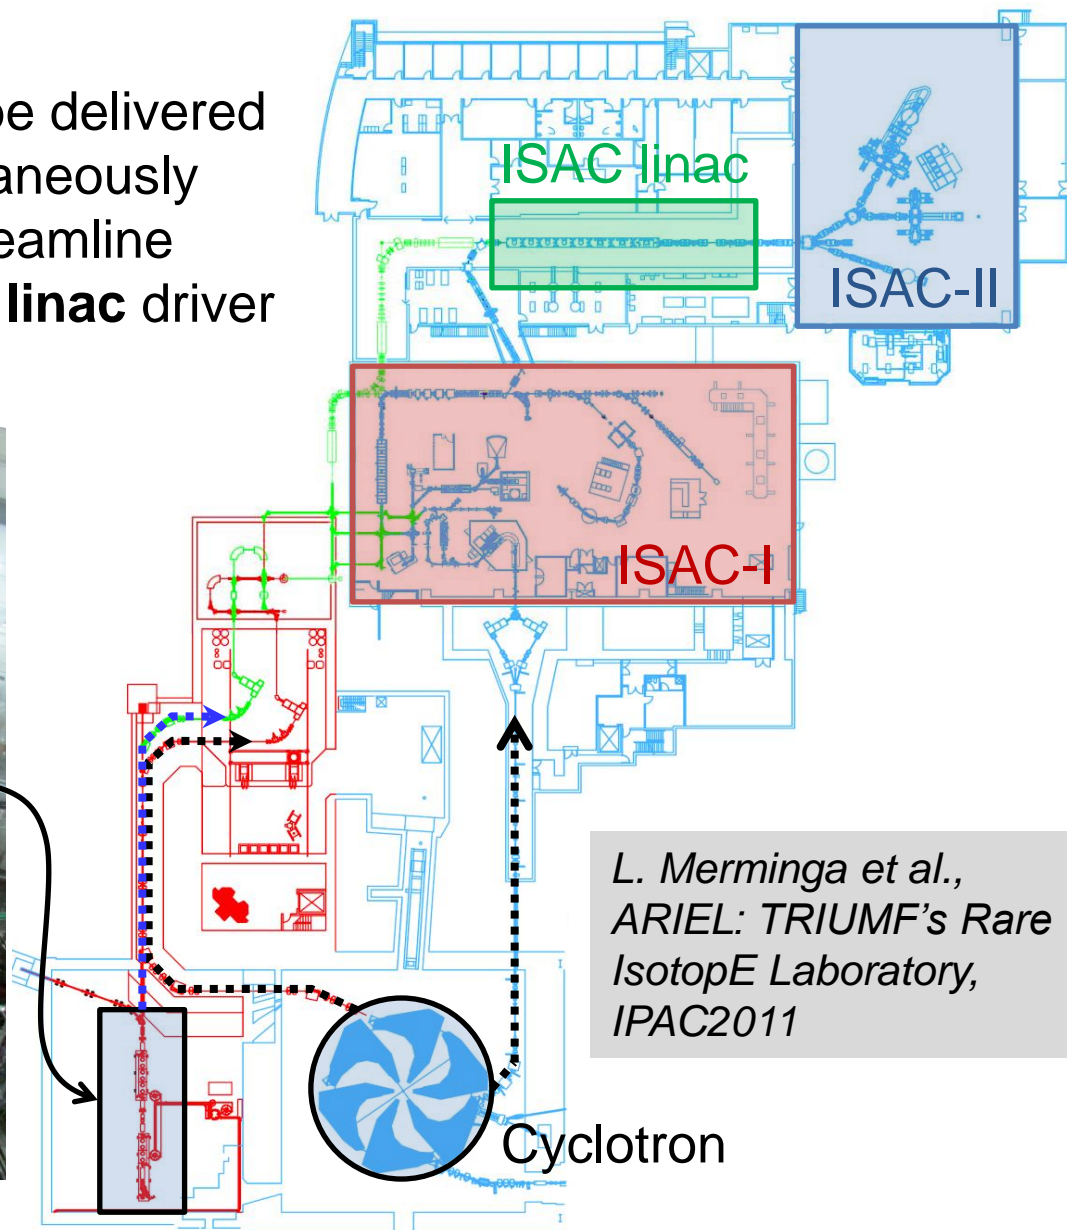 be delivered
aneously
eamline
linac driver
ISAC linac
ISAC-II
ISAC-I
L. Merminga et al.,
ARIEL: TRIUMF's Rare
IsotopE Laboratory,
IPAC2011
Cyclotron